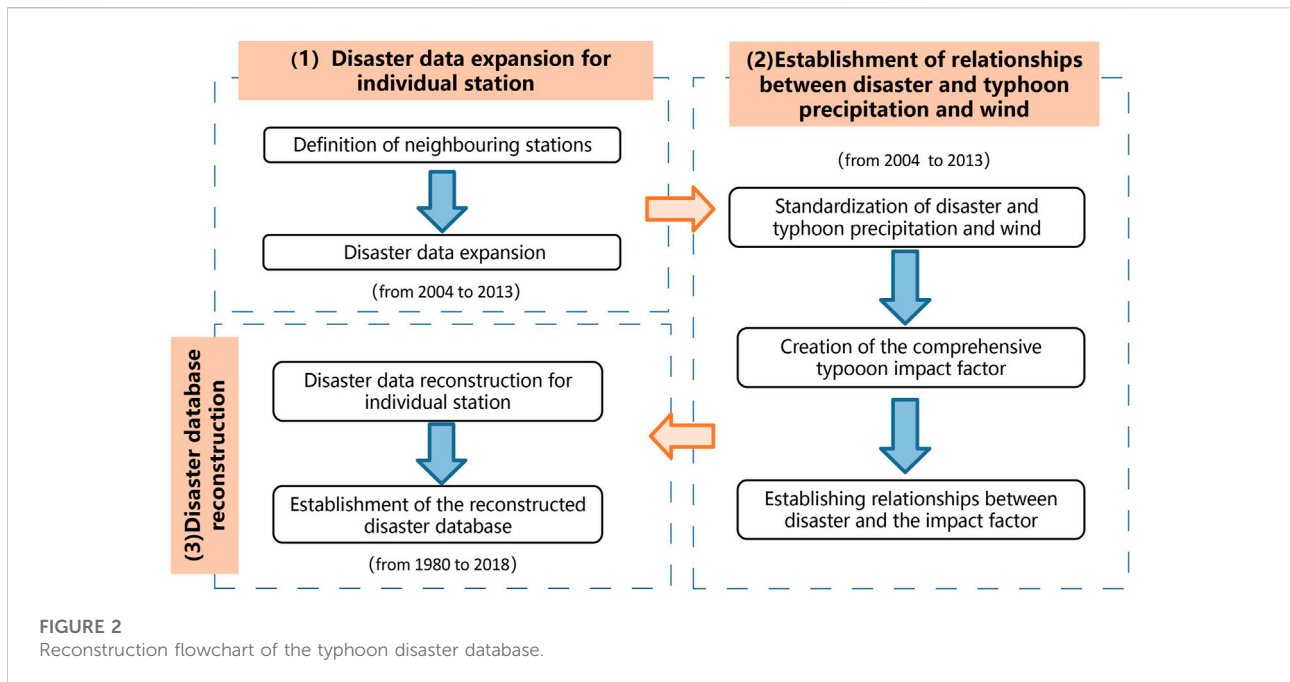 (1) Disaster data expansion for
individual station
Definition of neighbouring stations
Disaster data expansion
(from 2004 to 2013)
(2)Establishment of relationships
between disaster and typhoon
precipitation and wind
(from 2004 to 2013)
Standardization of disaster and
typhoon precipitation and wind
Creation of the comprehensive
typooon impact factor
Establishing relationships between
disaster and the impact factor
(3)Disaster database
reconstruction
Disaster data reconstruction for
individual station
Establishment of the reconstructed
disaster database
(from 1980 to 2018)
FIGURE 2
Reconstruction flowchart of the typhoon disaster database.